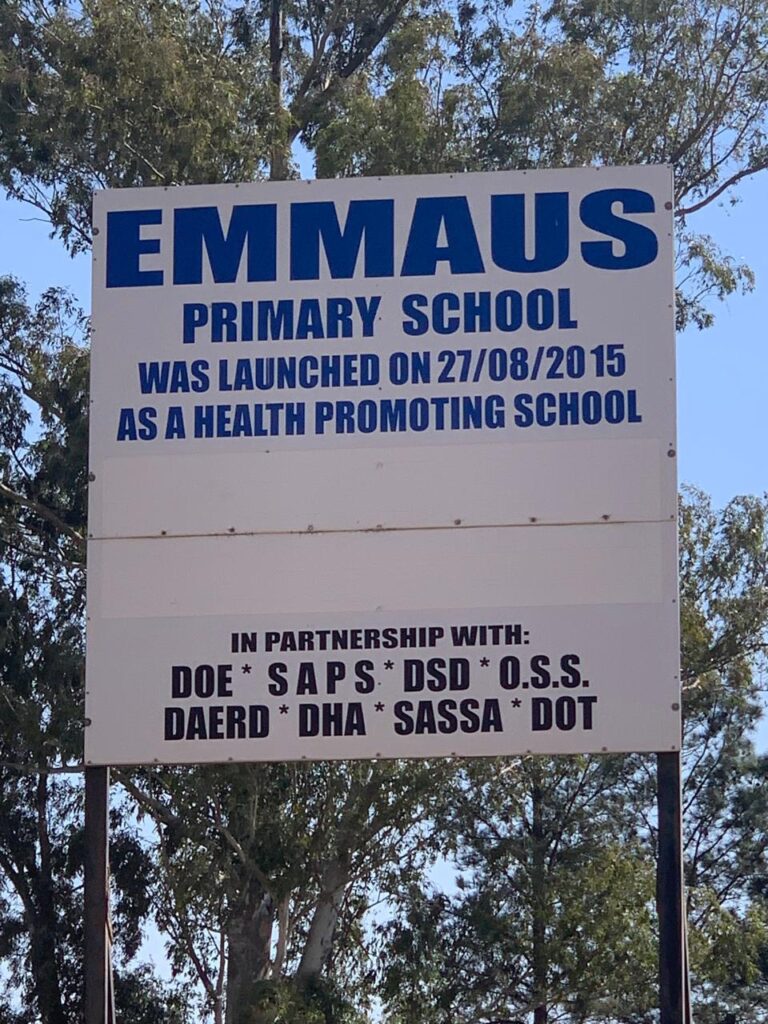 EMMAUS
PRIMARY SCHOOL
WAS LAUNCHED ON 27/08/2015
AS A HEALTH PROMOTING SCHOOL
IN PARTNERSHIP WITH:
DOE * SAPS * DSD * O.S.S.
DAERD * DHA * SASSA * DOT